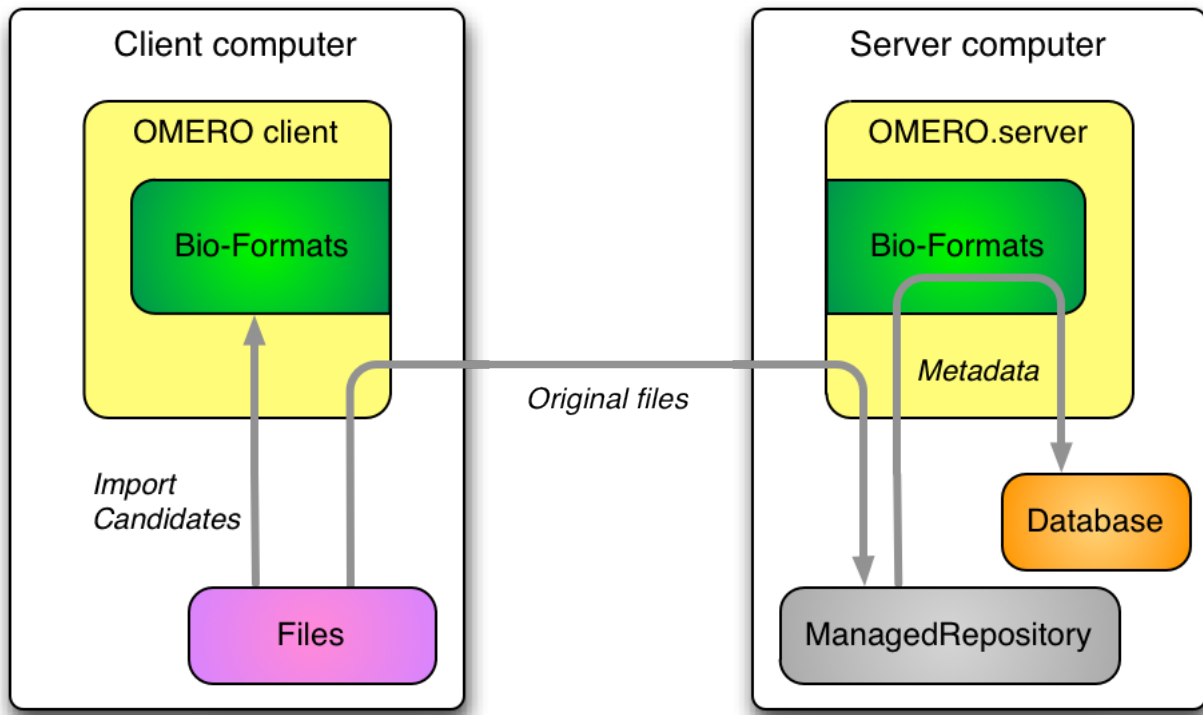 Client computer
OMERO client
Bio-Formats
Import
Candidates
Files
Original files
Server computer
OMERO.server
Bio-Formats
Metadata
Database
ManagedRepository